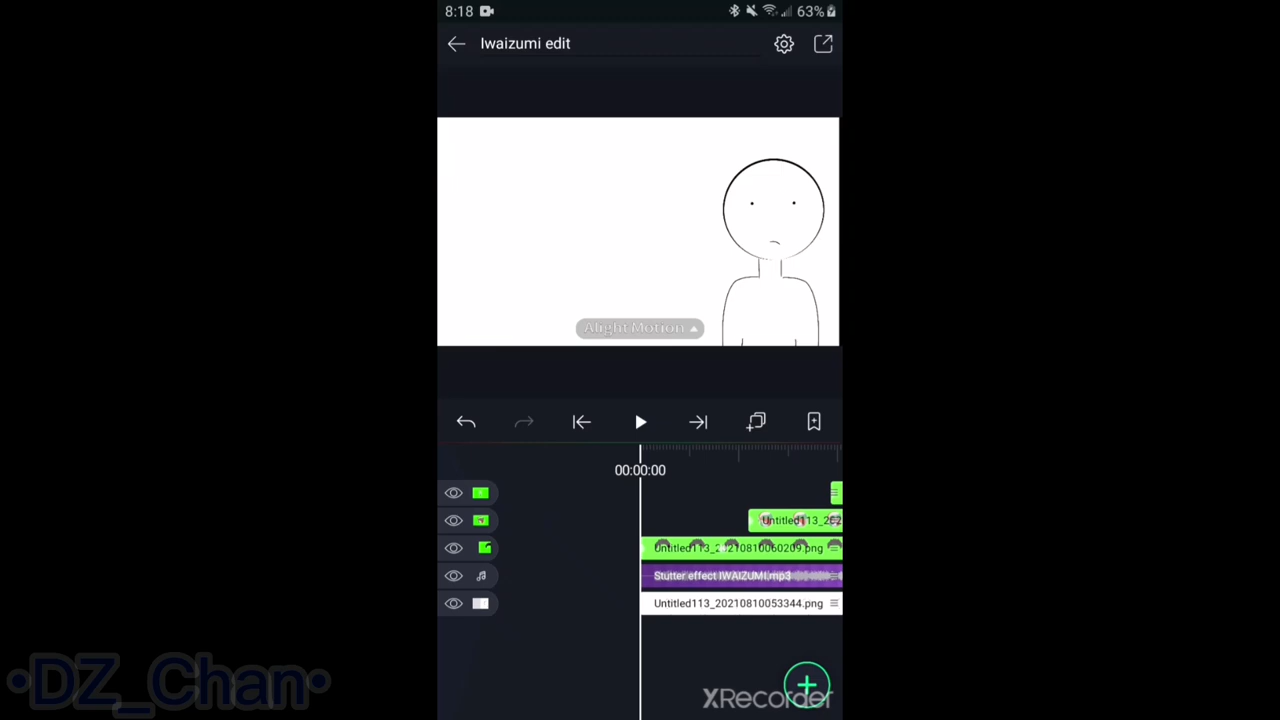 8:18 63%
Iwaizumi edit
Alight Motion
00:00:00
Untitled113_202
Untitled113_20210810060209.png
Stutter effect IWAIZUMI.mp3
Untitled113_20210810053344.png
•DZ_Chan•
XRecorder